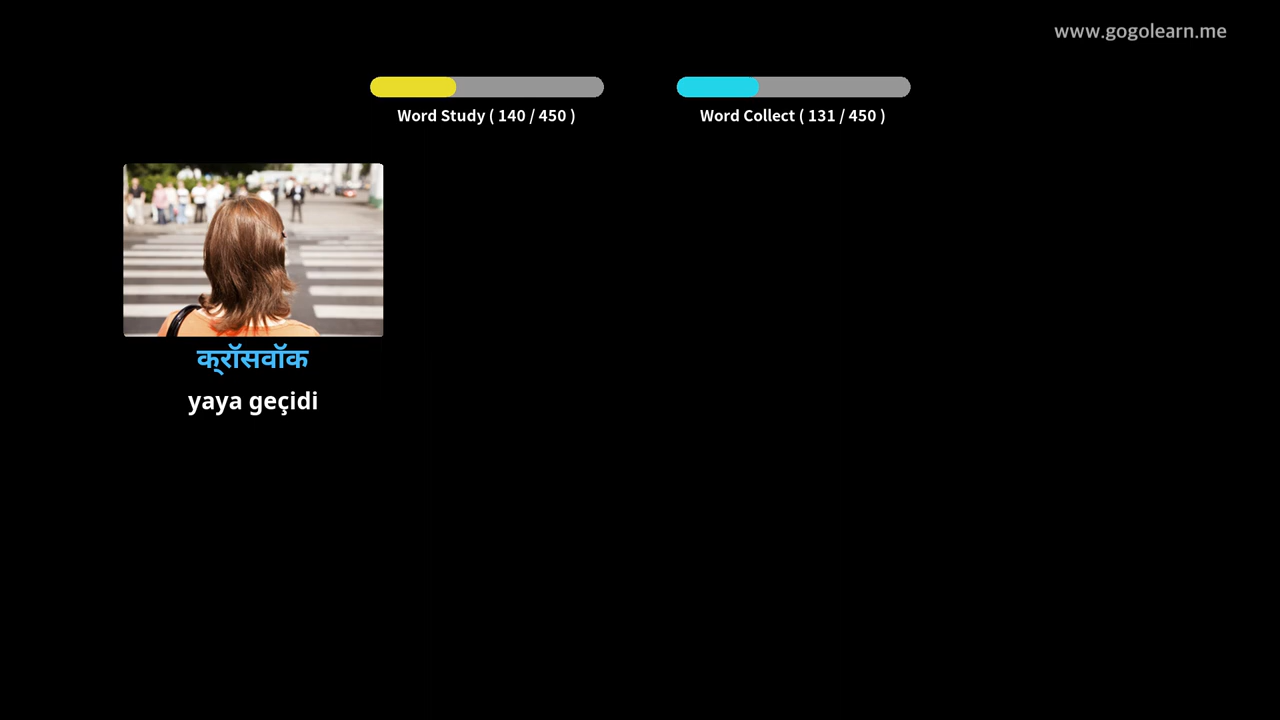 www.gogolearn.me
Word Study ( 140 / 450 )
Word Collect ( 131 / 450 )
क्रॉसवॉक
yaya geçidi